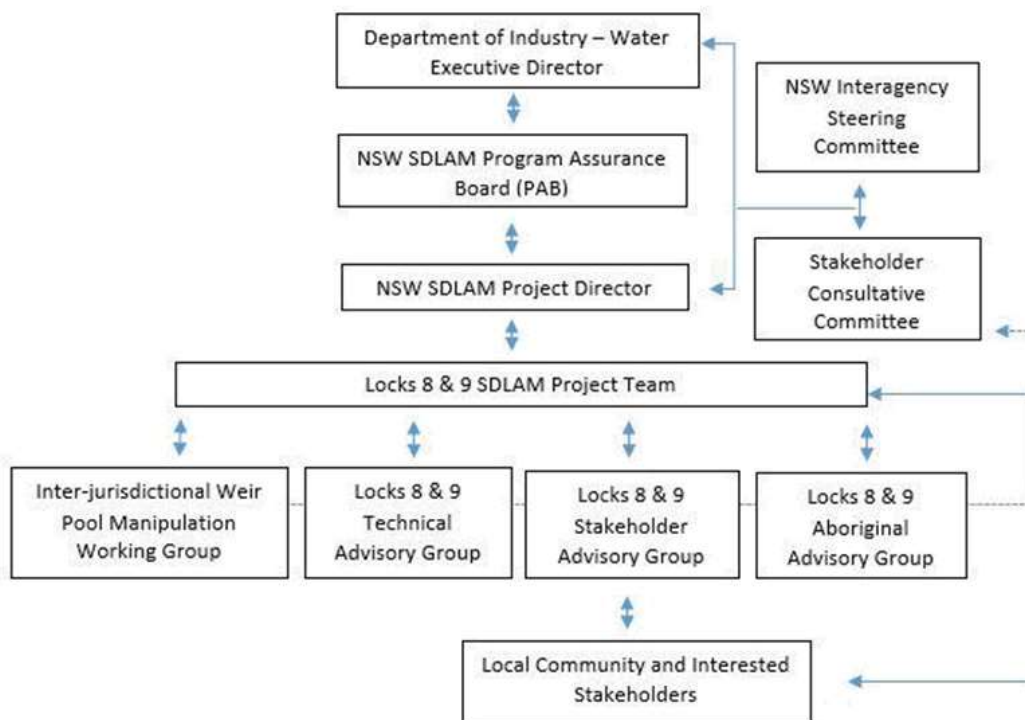 Department of Industry – Water
Executive Director
NSW Interagency
Steering
Committee
NSW SDLAM Program Assurance
Board (PAB)
Stakeholder
Consultative
Committee
NSW SDLAM Project Director
Locks 8 & 9 SDLAM Project Team
Inter-jurisdictional Weir
Pool Manipulation
Working Group
Locks 8 & 9
Technical
Advisory Group
Locks 8 & 9
Stakeholder
Advisory Group
Locks 8 & 9
Aboriginal
Advisory Group
Local Community and Interested
Stakeholders